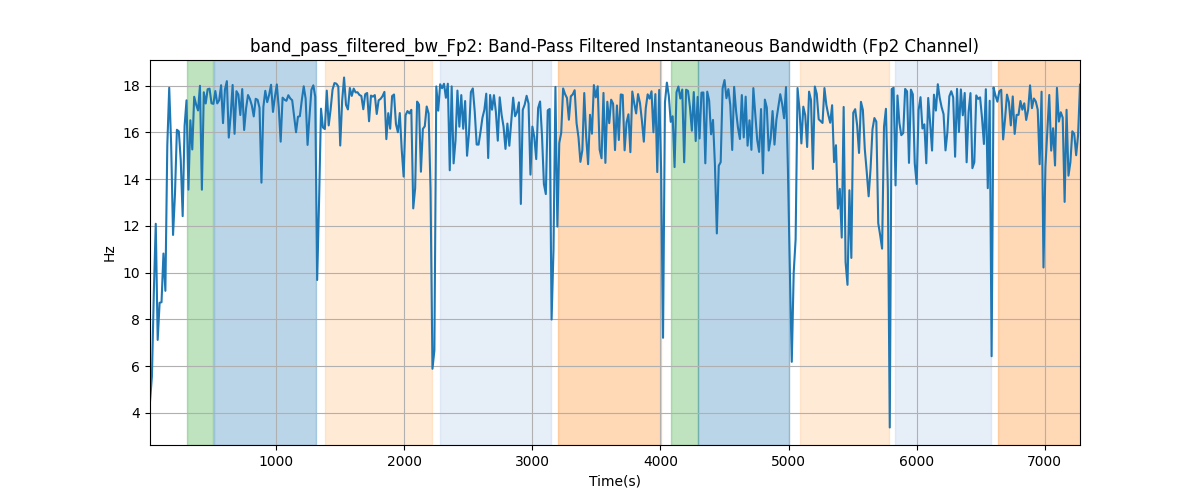 band_pass_filtered_bw_Fp2: Band-Pass Filtered Instantaneous Bandwidth (Fp2 Channel)
18
16
14
12
10
8
6
4
Hz
1000 2000 3000 4000 5000 6000 7000
Time(s)